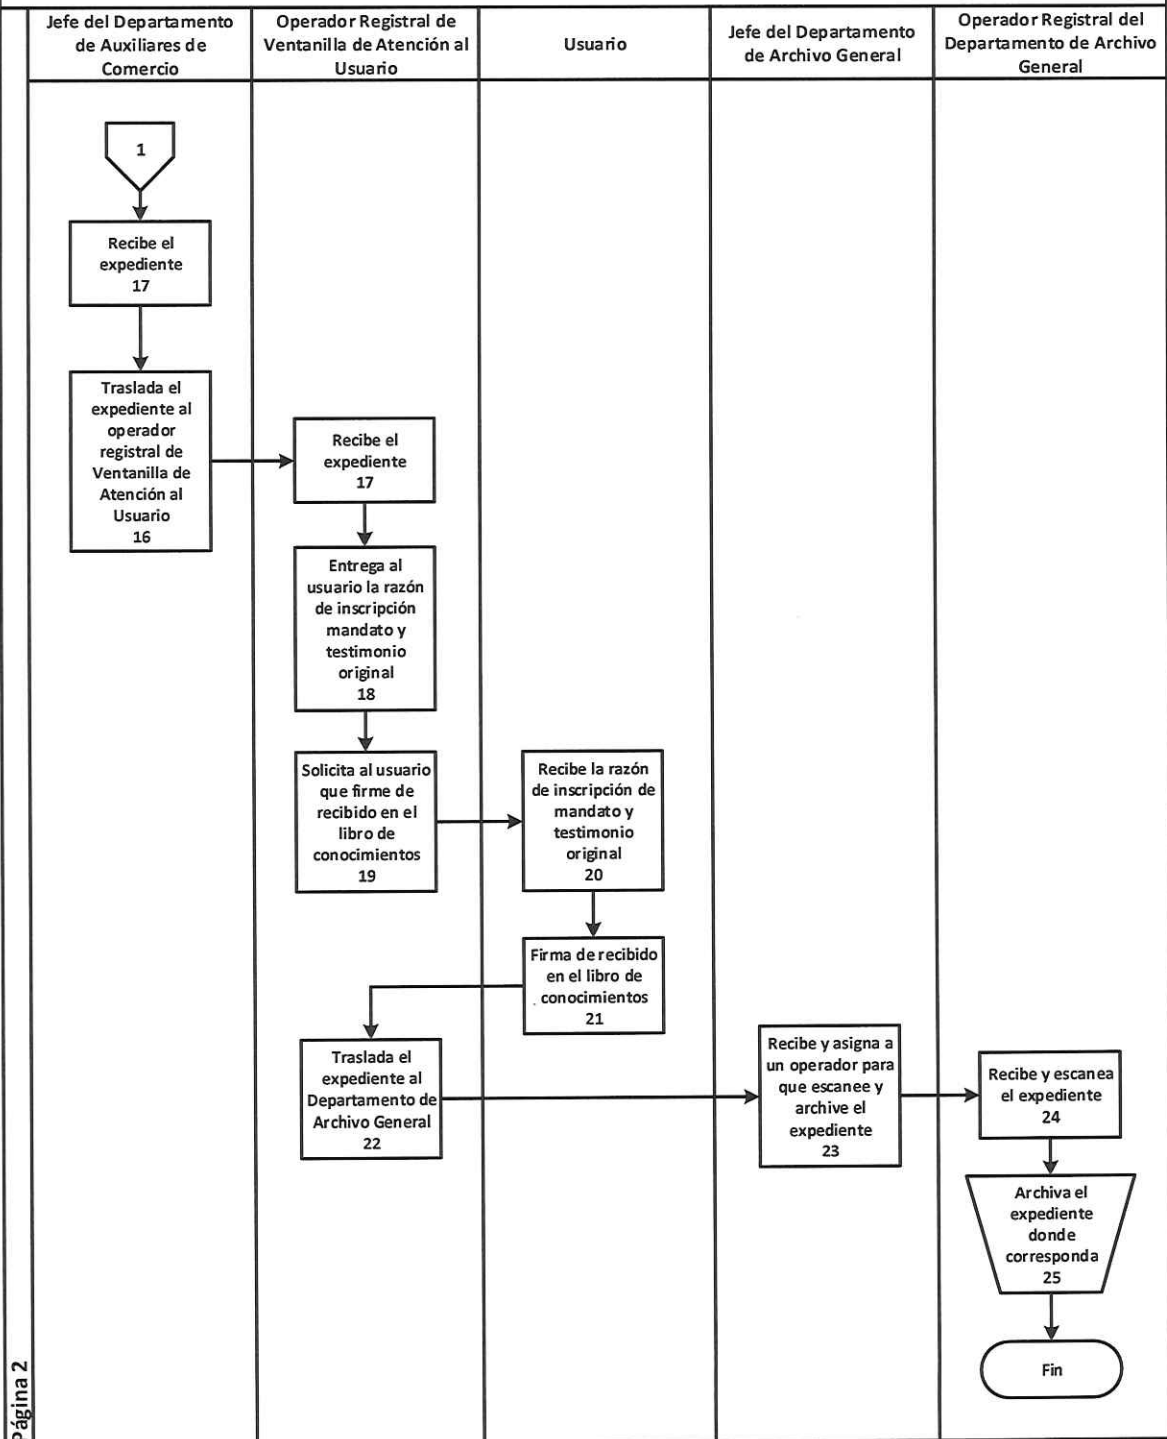 Jefe del Departamento
de Auxiliares de
Comercio
Operador Registral de
Ventanilla de Atención al
Usuario
Usuario
Jefe del Departamento
de Archivo General
Operador Registral del
Departamento de Archivo
General
1
Recibe el
expediente
17
Traslada el
expediente al
operador
registral de
Ventanilla de
Atención al
Usuario
16
Recibe el
expediente
17
Entrega al
usuario la razón
de inscripción
mandato y
testimonio
original
18
Solicita al usuario
que firme de
recibido en el
libro de
conocimientos
19
Recibe la razón
de inscripción de
mandato y
testimonio
original
20
Firma de recibido
en el libro de
conocimientos
21
Traslada el
expediente al
Departamento de
Archivo General
22
Recibe y asigna a
un operador para
que escanee y
archive el
expediente
23
Recibe y escanea
el expediente
24
Archiva el
expediente
donde
corresponda
25
Fin
Página 2